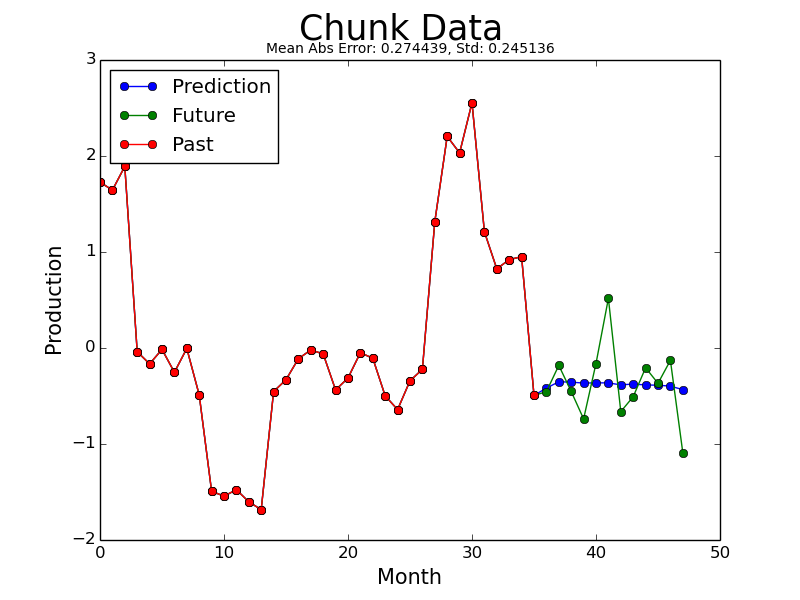 Chunk Data
Mean Abs Error: 0.274439, Std: 0.245136
Prediction
Future
Past
3
2
1
0
−1
−2
Production
0 10 20 30 40 50
Month